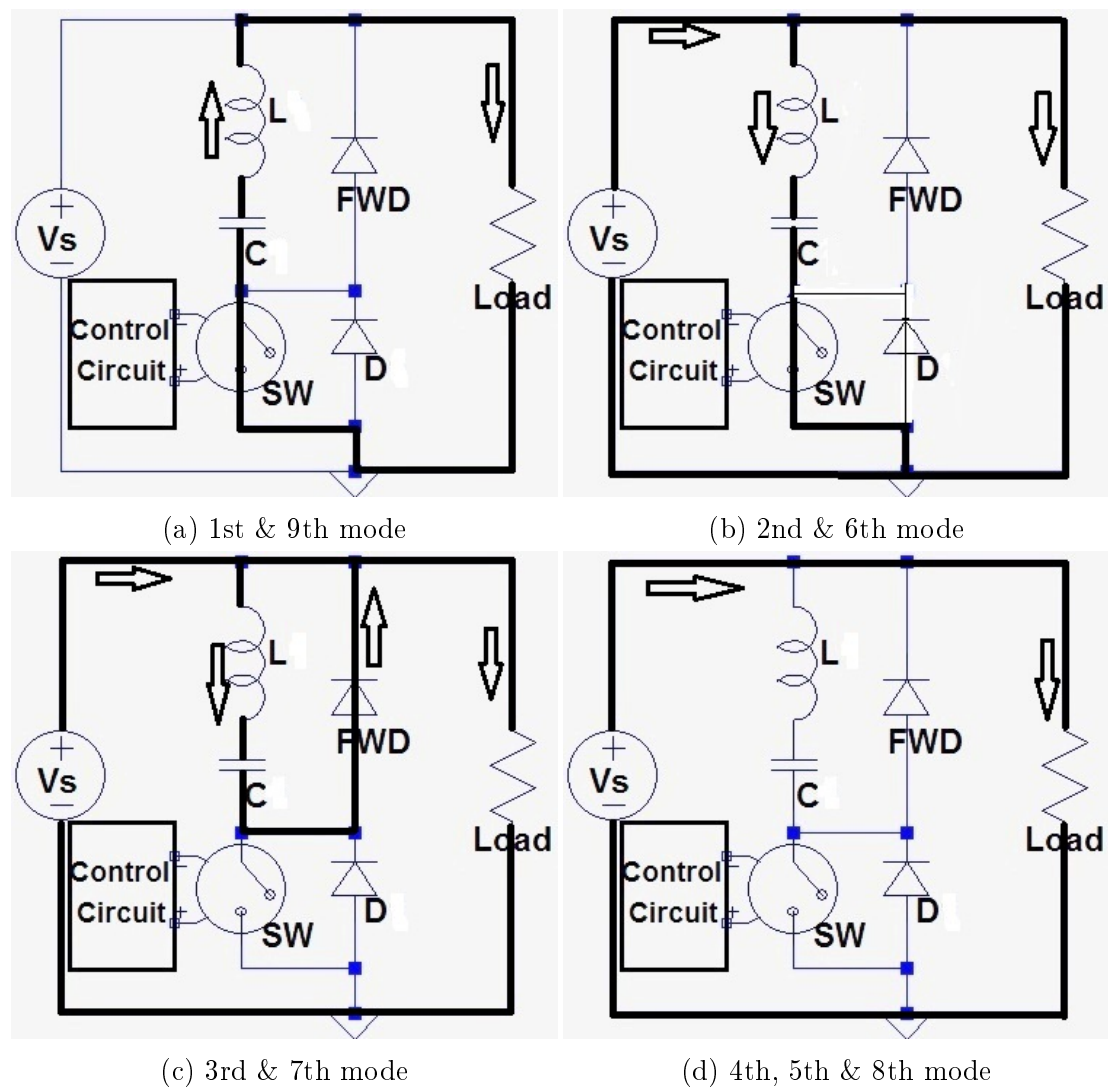 L
FWD
+
Vs
−
C
Load
Control
Circuit
−
+
D
SW
(a) 1st & 9th mode
L
FWD
+
Vs
−
C
Load
Control
Circuit
−
+
D
SW
(b) 2nd & 6th mode
L
FWD
+
Vs
−
C
Load
Control
Circuit
−
+
D
SW
(c) 3rd & 7th mode
L
FWD
+
Vs
−
C
Load
Control
Circuit
−
+
D
SW
(d) 4th, 5th & 8th mode